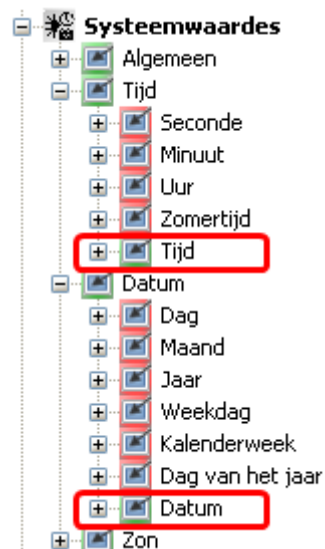 Systeemwaardes
Algemeen
Tijd
Seconde
Minuut
Uur
Zomertijd
Tijd
Datum
Dag
Maand
Jaar
Weekdag
Kalenderweek
Dag van het jaar
Datum
Zon